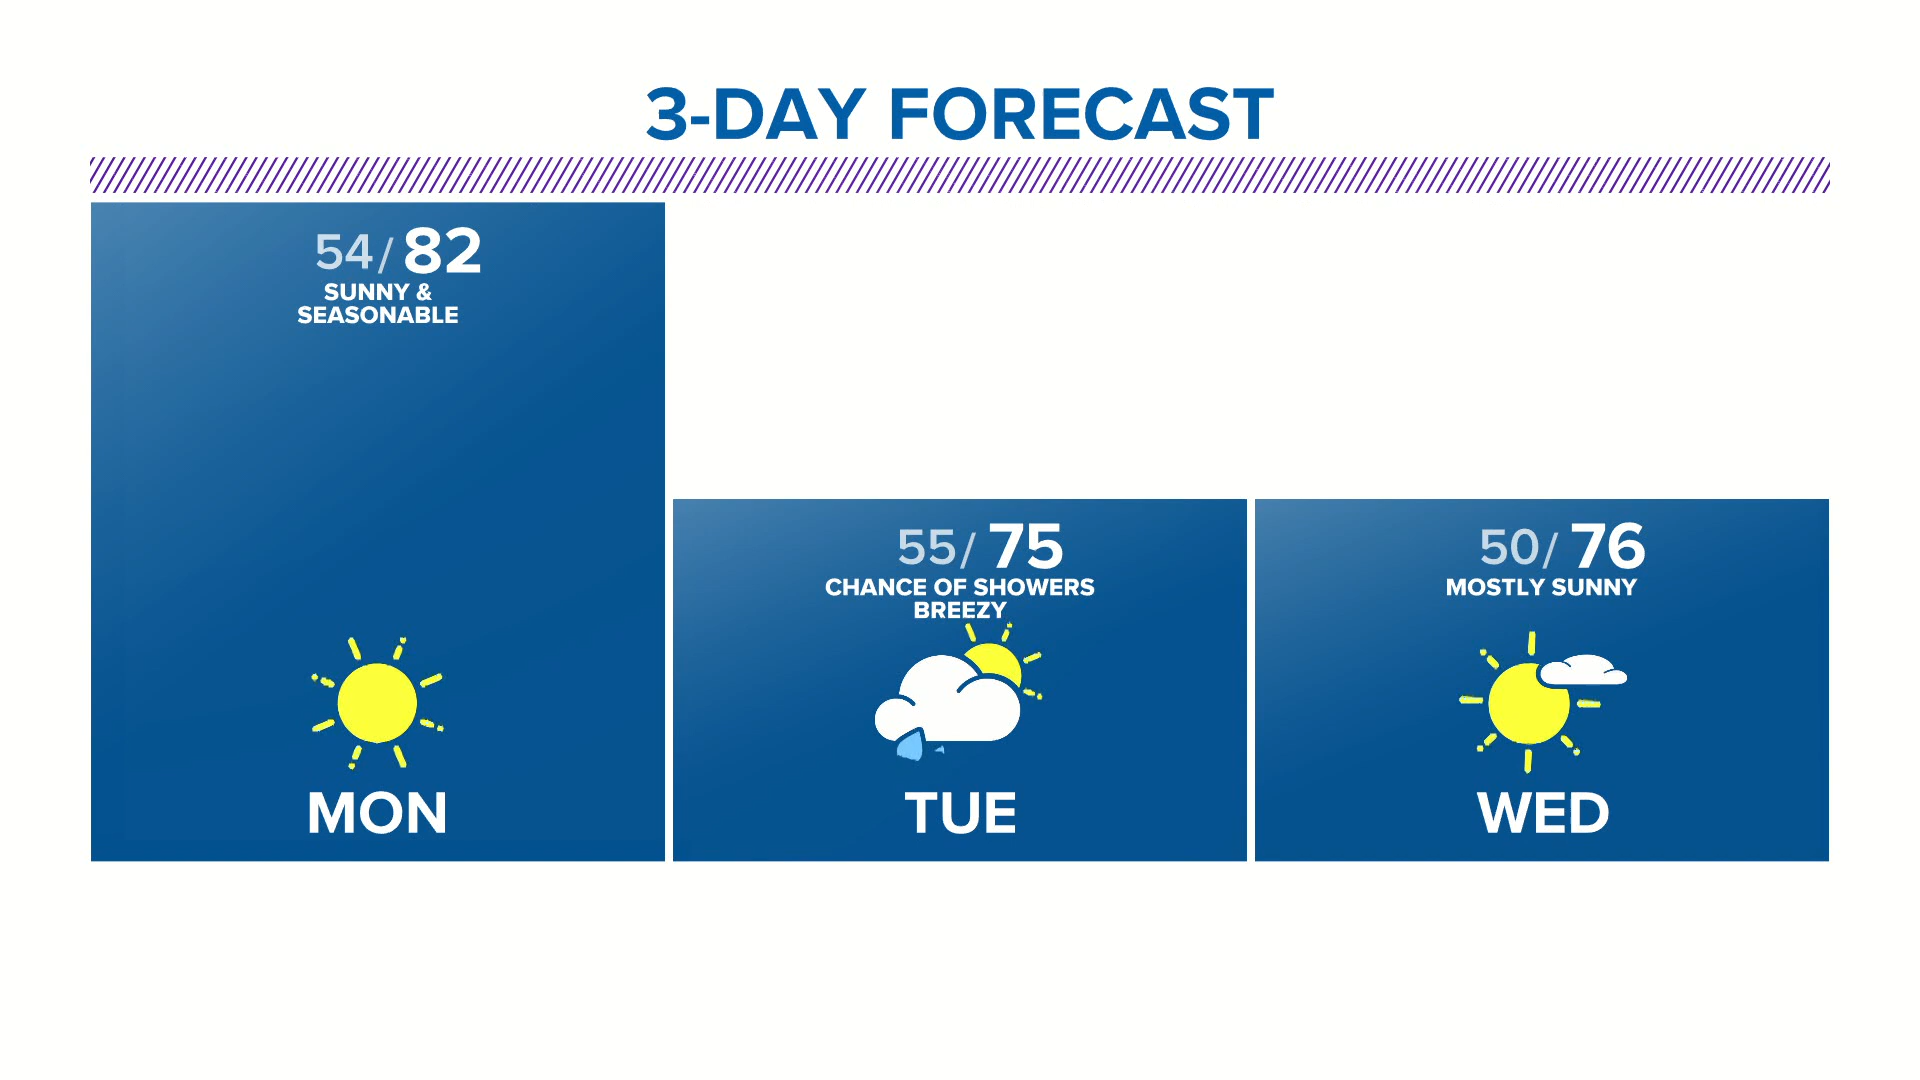 3-DAY FORECAST
54/ 82
SUNNY &
SEASONABLE
MON
55/ 75
CHANCE OF SHOWERS
BREEZY
TUE
50/ 76
MOSTLY SUNNY
WED